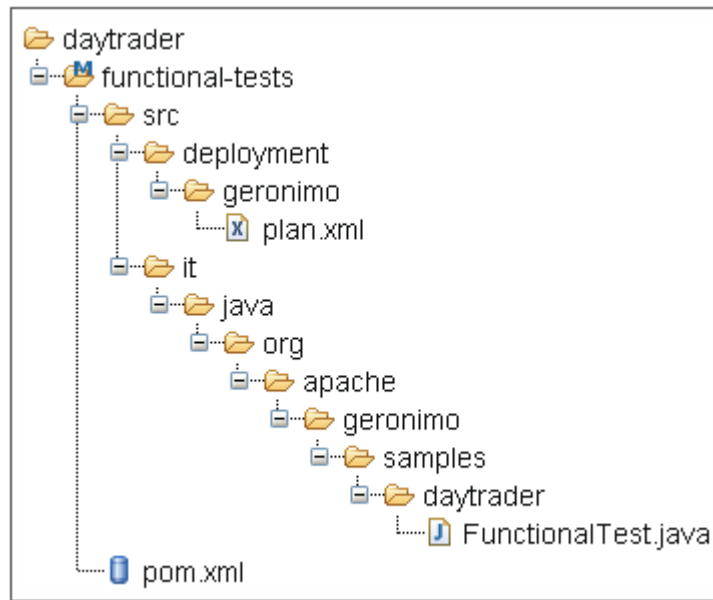 daytrader
functional-tests
src
deployment
geronimo
plan.xml
it
java
org
apache
geronimo
samples
daytrader
FunctionalTest.java
pom.xml